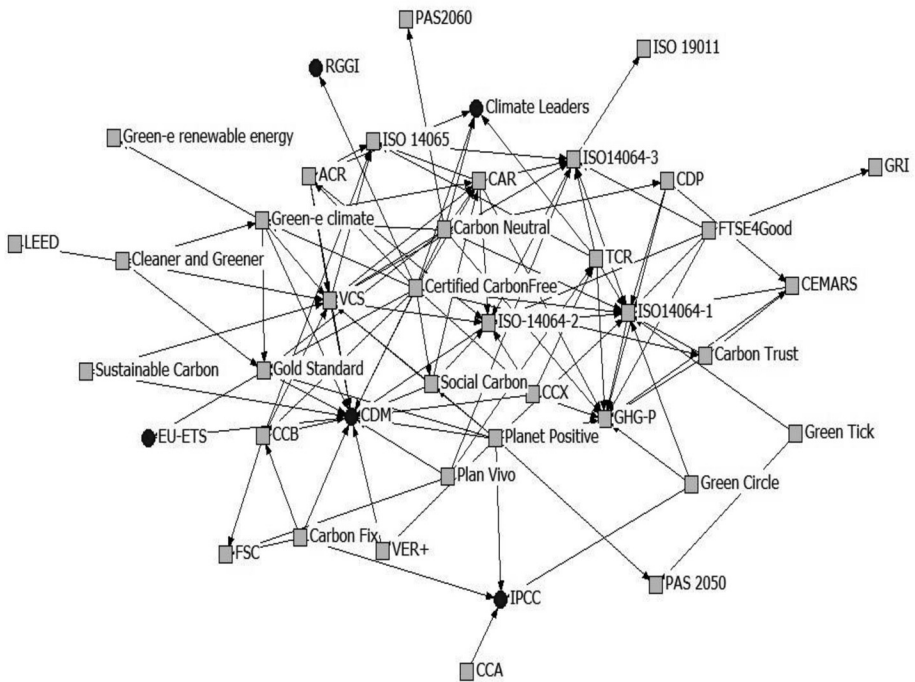 PAS2060
ISO 19011
RGGI
Climate Leaders
Green-e renewable energy
ISO 14065
ISO14064-3
GRI
ACR
CAR
CDP
Green-e climate
Carbon Neutral
FTSE4Good
LEED
Cleaner and Greener
TCR
VCS
Certified CarbonFree
CEMARS
ISO-14064-2
ISO14064-1
Carbon Trust
Sustainable Carbon
Gold Standard
Social Carbon
CCX
CDM
GHG-P
EU-ETS
CCB
Planet Positive
Green Tick
Plan Vivo
Green Circle
Carbon Fix
VER+
FSC
IPCC
PAS 2050
CCA